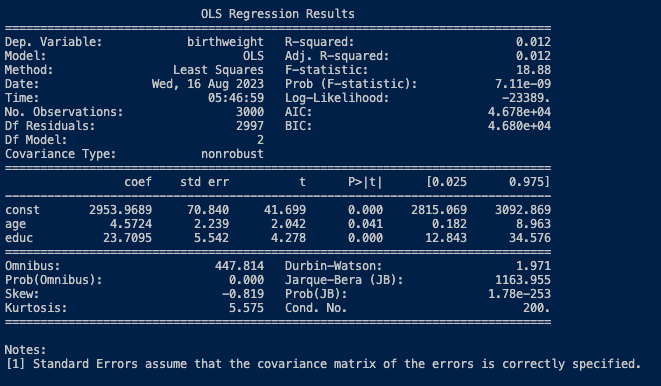 OLS Regression Results
==============================================================================
Dep. Variable:            birthweight   R-squared:                       0.012
Model:                            OLS   Adj. R-squared:                  0.012
Method:                 Least Squares   F-statistic:                     18.88
Date:                Wed, 16 Aug 2023   Prob (F-statistic):           7.11e-09
Time:                        05:46:59   Log-Likelihood:                -23389.
No. Observations:                3000   AIC:                         4.678e+04
Df Residuals:                    2997   BIC:                         4.680e+04
Df Model:                           2
Covariance Type:            nonrobust
==============================================================================
                 coef    std err          t      P>|t|      [0.025      0.975]
------------------------------------------------------------------------------
const       2953.9689     70.840     41.699      0.000    2815.069    3092.869
age            4.5724      2.239      2.042      0.041       0.182       8.963
educ          23.7095      5.542      4.278      0.000      12.843      34.576
==============================================================================
Omnibus:                      447.814   Durbin-Watson:                   1.971
Prob(Omnibus):                  0.000   Jarque-Bera (JB):             1163.955
Skew:                          -0.819   Prob(JB):                    1.78e-253
Kurtosis:                       5.575   Cond. No.                         200.
==============================================================================
Notes:
[1] Standard Errors assume that the covariance matrix of the errors is correctly specified.